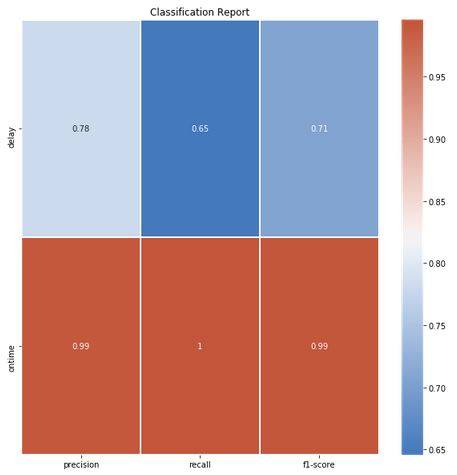 Classification Report
delay
0.78 0.65 0.71
ontime
0.99 1 0.99
precision recall f1-score
0.95
0.90
0.85
0.80
0.75
0.70
0.65